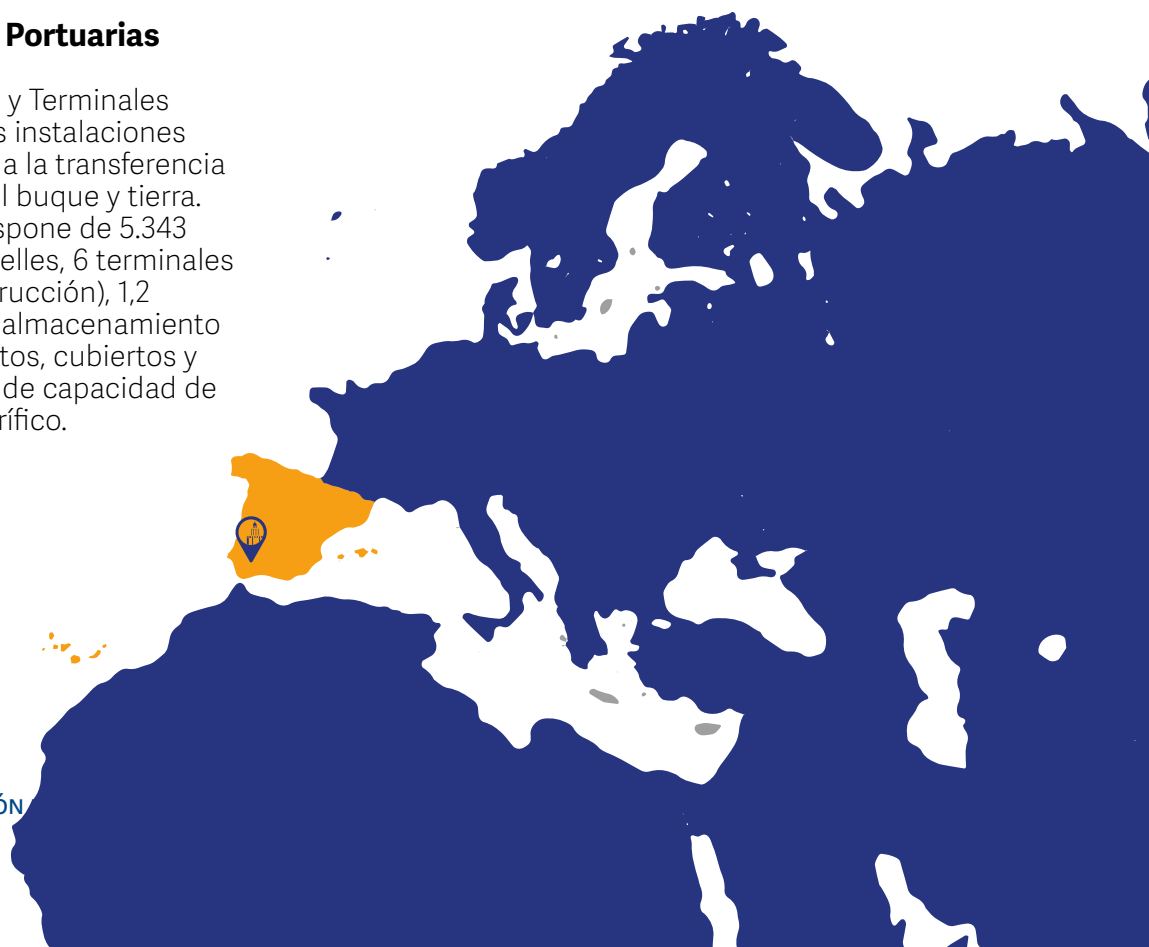 Portuarias
y Terminales
s instalaciones
a la transferencia
l buque y tierra.
spone de 5.343
elles, 6 terminales
rucción), 1,2
almacenamiento
tos, cubiertos y
de capacidad de
rífico.
ÓN